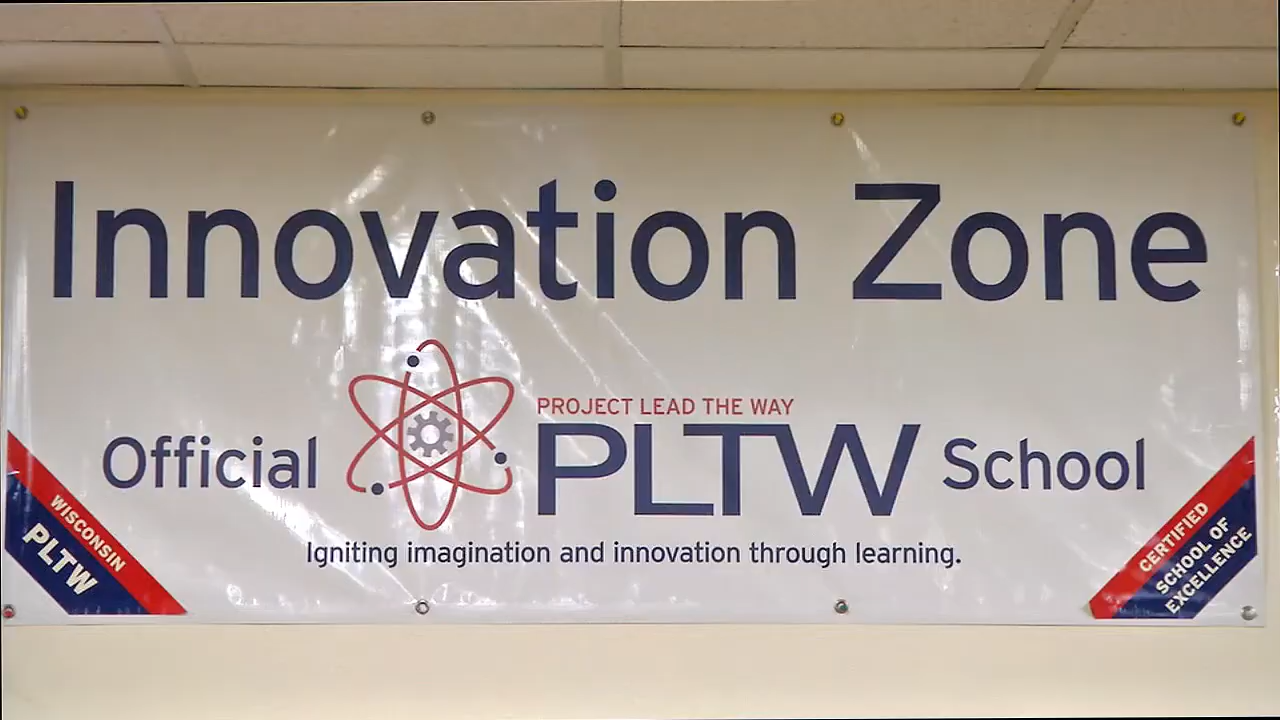 Innovation Zone
PROJECT LEAD THE WAY
Official PLTW School
Igniting imagination and innovation through learning.
WISCONSIN
PLTW
CERTIFIED
SCHOOL OF
EXCELLENCE